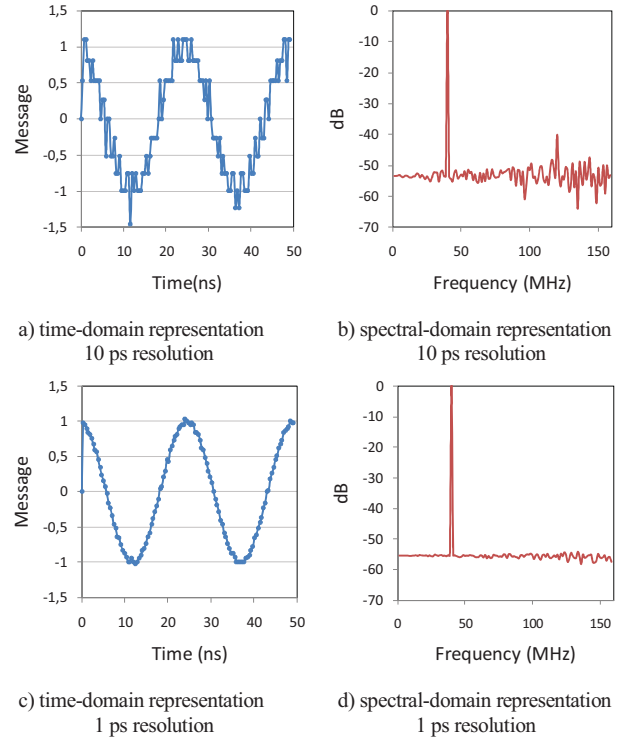 1,5
1
0,5
0
-0,5
-1
-1,5
Message
0 10 20 30 40 50
Time(ns)
0
-10
-20
-30
-40
-50
-60
-70
dB
0 50 100 150
Frequency (MHz)
a) time-domain representation
10 ps resolution
b) spectral-domain representation
10 ps resolution
1,5
1
0,5
0
-0,5
-1
-1,5
Message
0 10 20 30 40 50
Time (ns)
0
-10
-20
-30
-40
-50
-60
-70
dB
0 50 100 150
Frequency (MHz)
c) time-domain representation
1 ps resolution
d) spectral-domain representation
1 ps resolution